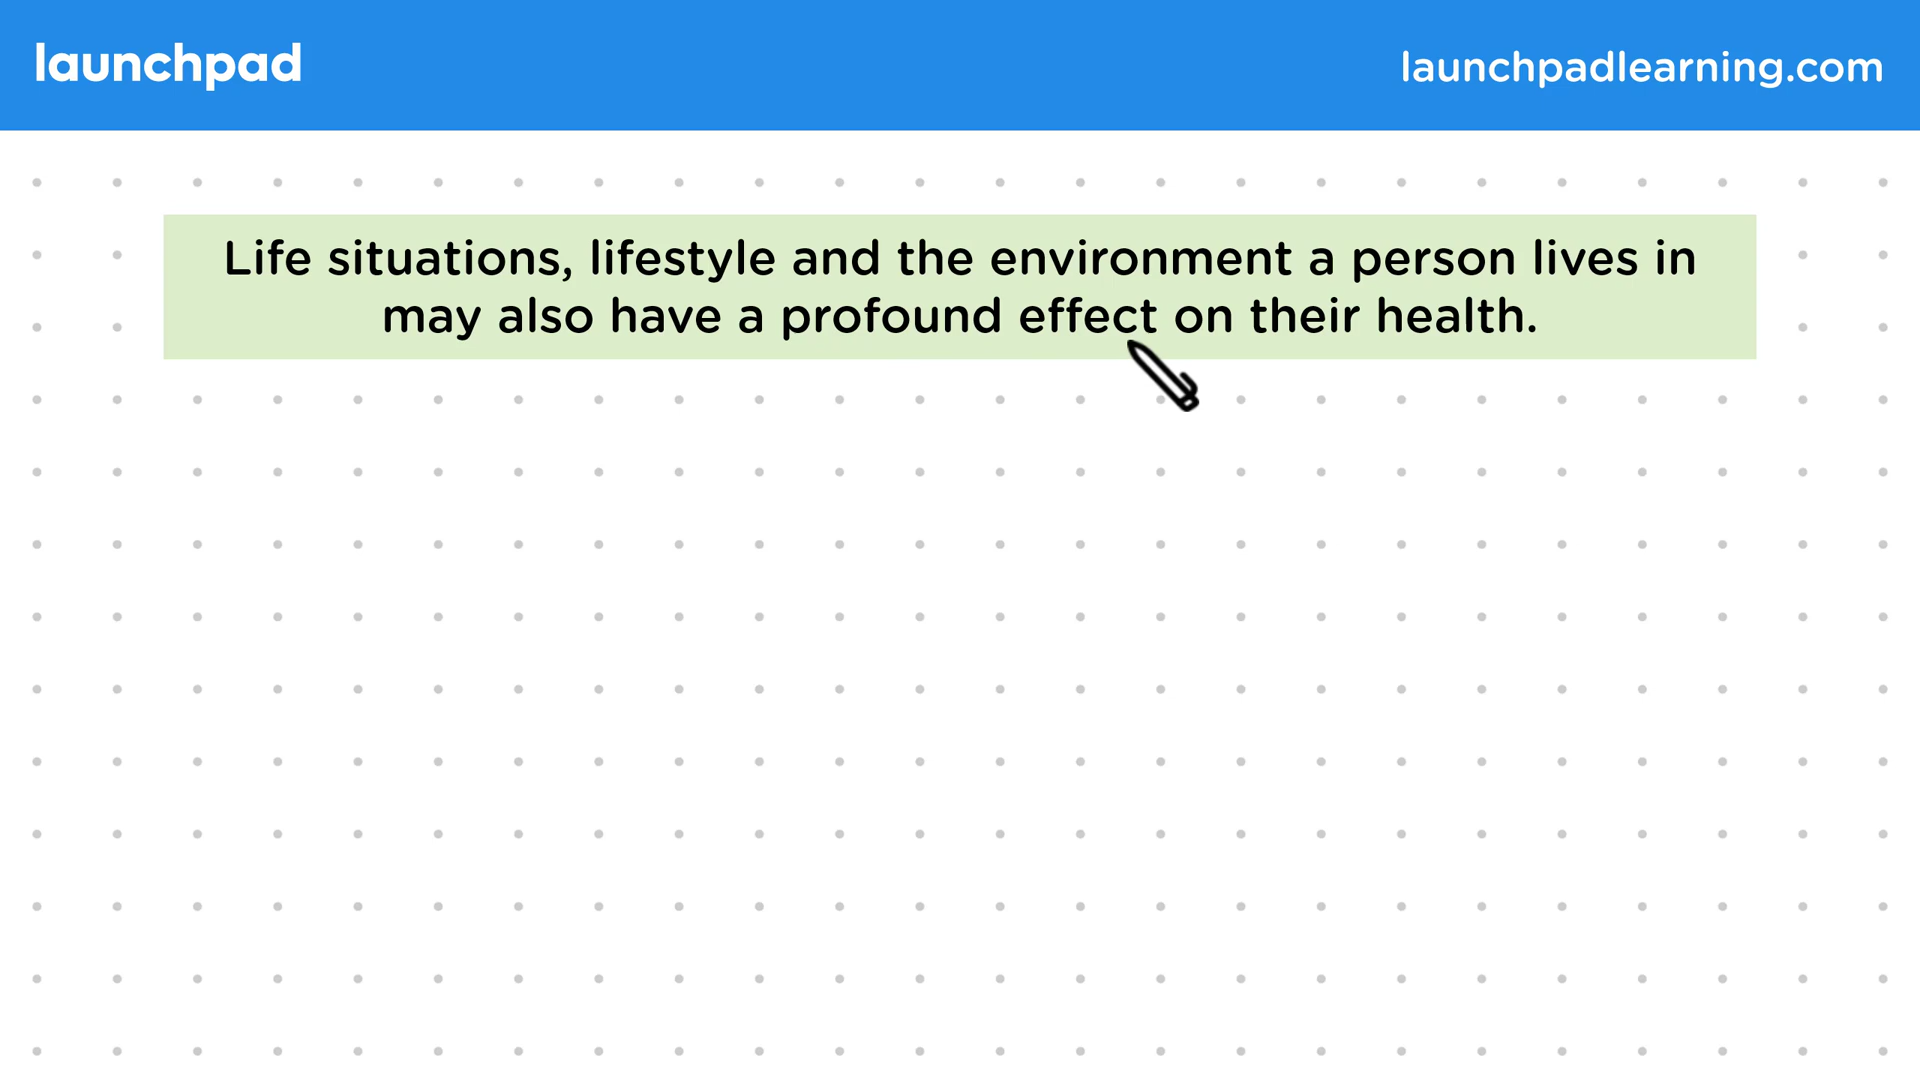 launchpad
launchpadlearning.com
Life situations, lifestyle and the environment a person lives in
may also have a profound effect on their health.